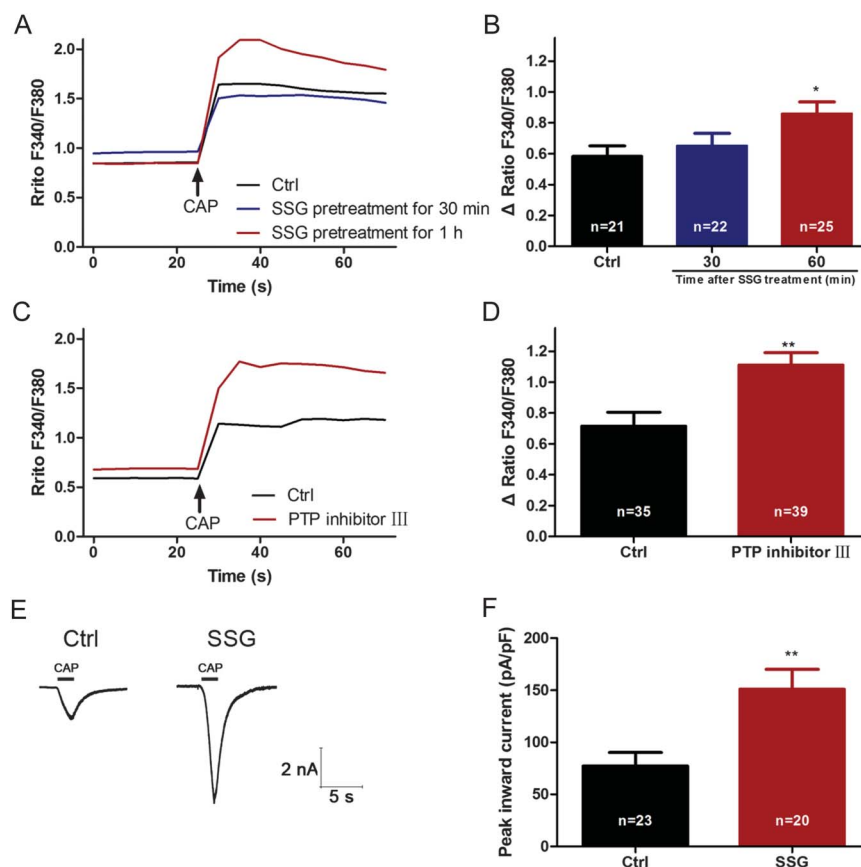 A
Rrito F340/F380
2.0
1.5
1.0
0.5
0.0
0
20
40
60
CAP
Ctrl
SSG pretreatment for 30 min
SSG pretreatment for 1 h
Time (s)
B
Δ Ratio F340/F380
1.2
1.0
0.8
0.6
0.4
0.2
0.0
*
n=21
n=22
n=25
Ctrl
30
60
Time after SSG treatment (min)
C
Rrito F340/F380
2.0
1.5
1.0
0.5
0.0
0
20
40
60
CAP
Ctrl
PTP inhibitor III
Time (s)
D
Δ Ratio F340/F380
1.4
1.2
1.0
0.8
0.6
0.4
0.2
0.0
**
n=35
n=39
Ctrl
PTP inhibitor III
E
Ctrl
SSG
CAP
CAP
2 nA
5 s
F
Peak inward current (pA/pF)
200
150
100
50
0
**
n=23
n=20
Ctrl
SSG